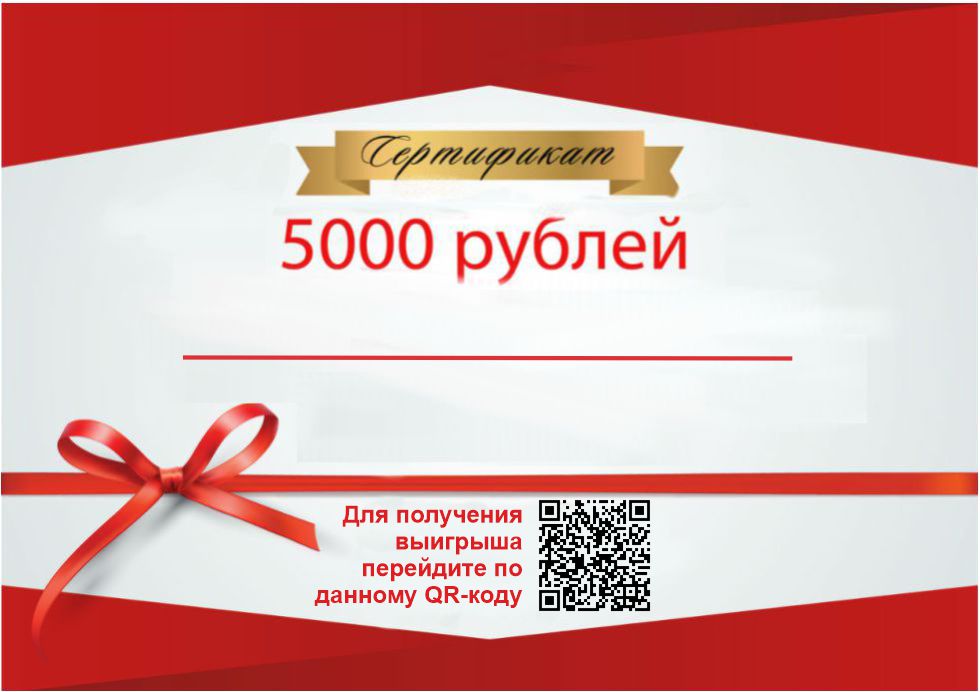 Сертификат
5000 рублей
Для получения
выигрыша
перейдите по
данному QR-коду